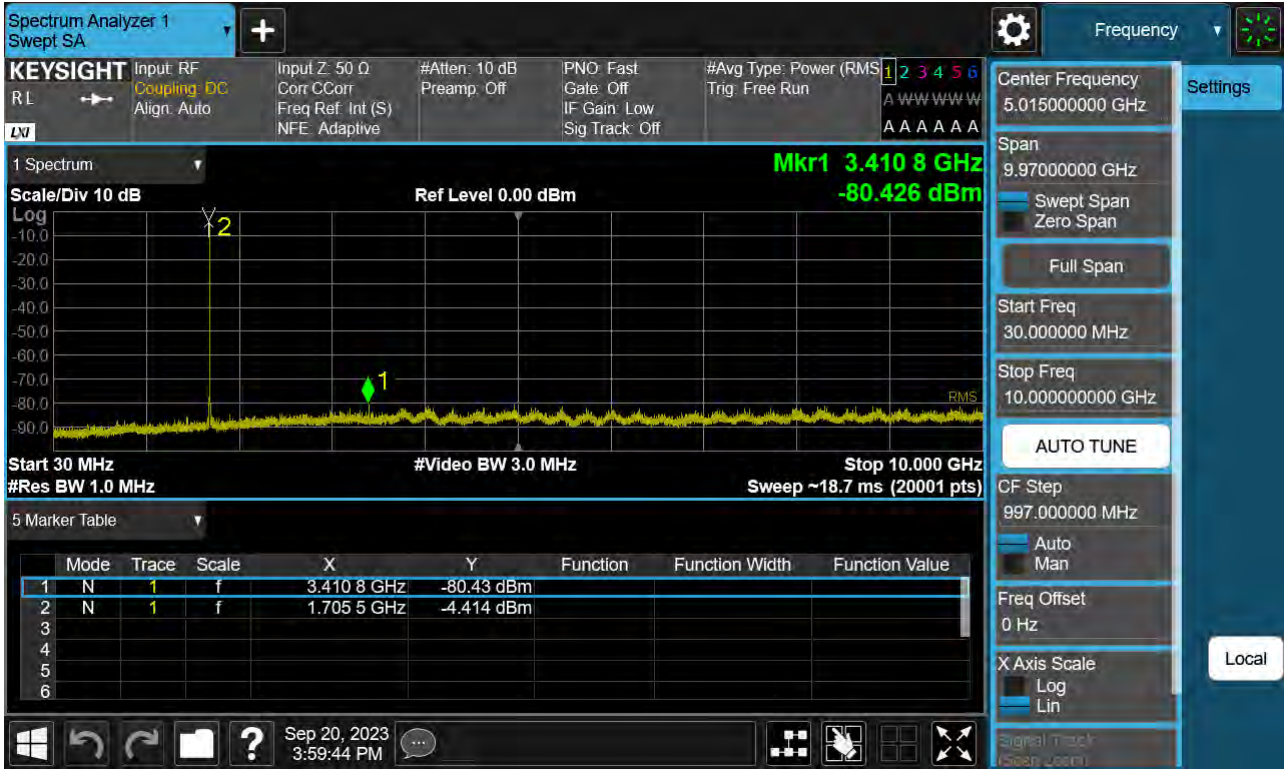 Spectrum Analyzer 1
Swept SA
+
Frequency
KEYSIGHT
RL
LXI
Input: RF
Coupling: DC
Align: Auto
Input Z: 50 Ω
Corr CCorr
Freq Ref: Int (S)
NFE: Adaptive
#Atten: 10 dB
Preamp: Off
PNO: Fast
Gate: Off
IF Gain: Low
Sig Track: Off
#Avg Type: Power (RMS
Trig: Free Run
1 2 3 4 5 6
A W W W W W
A A A A A A
1 Spectrum
Mkr1 3.410 8 GHz
-80.426 dBm
Scale/Div 10 dB
Ref Level 0.00 dBm
Log
-10.0
-20.0
-30.0
-40.0
-50.0
-60.0
-70.0
-80.0
-90.0
2
1
RMS
Start 30 MHz
#Video BW 3.0 MHz
Stop 10.000 GHz
#Res BW 1.0 MHz
Sweep ~18.7 ms (20001 pts)
5 Marker Table
Mode Trace Scale X Y Function Function Width Function Value
1 N 1 f 3.410 8 GHz -80.43 dBm
2 N 1 f 1.705 5 GHz -4.414 dBm
3
4
5
6
?
Sep 20, 2023
3:59:44 PM
Center Frequency
5.015000000 GHz
Span
9.97000000 GHz
Swept Span
Zero Span
Full Span
Start Freq
30.000000 MHz
Stop Freq
10.000000000 GHz
AUTO TUNE
CF Step
997.000000 MHz
Auto
Man
Freq Offset
0 Hz
X Axis Scale
Log
Lin
Signal Track
(Span Zoom)
Settings
Local